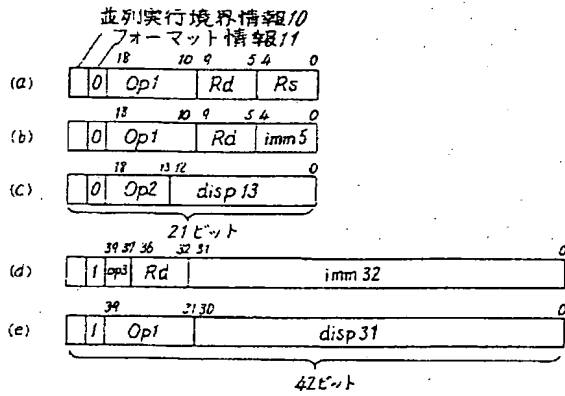 並列実行境界情報10
フォーマット情報11
18 10 9 5 4 0
(a) 0 Op1 Rd Rs
18 10 9 5 4 0
(b) 0 Op1 Rd imm5
18 13 12 0
(c) 0 Op2 disp13
21ビット
39 37 36 32 31 0
(d) 1 op3 Rd imm32
39 31 30 0
(e) 1 Op1 disp31
42ビット